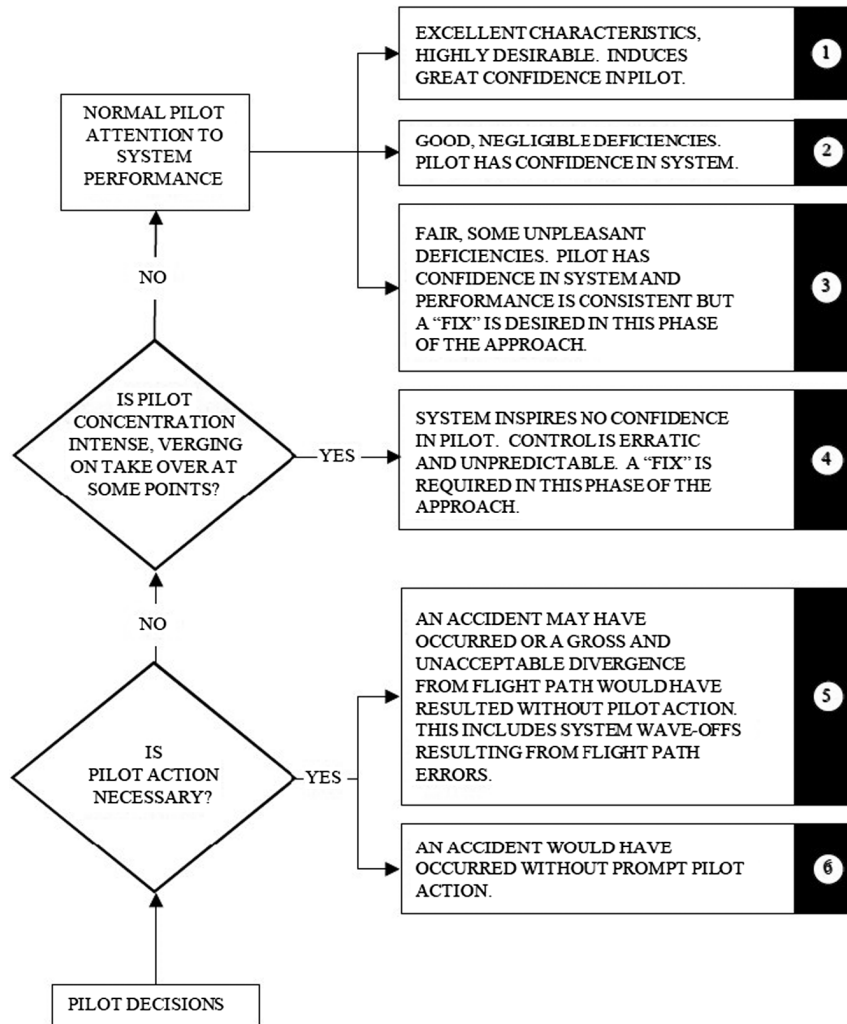 EXCELLENT CHARACTERISTICS,
HIGHLY DESIRABLE. INDUCES
GREAT CONFIDENCE IN PILOT.
1
NORMAL PILOT
ATTENTION TO
SYSTEM
PERFORMANCE
GOOD, NEGLIGIBLE DEFICIENCIES.
PILOT HAS CONFIDENCE IN SYSTEM.
2
FAIR, SOME UNPLEASANT
DEFICIENCIES. PILOT HAS
CONFIDENCE IN SYSTEM AND
PERFORMANCE IS CONSISTENT BUT
A “FIX” IS DESIRED IN THIS PHASE
OF THE APPROACH.
3
NO
IS PILOT
CONCENTRATION
INTENSE, VERGING
ON TAKE OVER AT
SOME POINTS?
YES
SYSTEM INSPIRES NO CONFIDENCE
IN PILOT. CONTROL IS ERRATIC
AND UNPREDICTABLE. A “FIX” IS
REQUIRED IN THIS PHASE OF THE
APPROACH.
4
NO
AN ACCIDENT MAY HAVE
OCCURRED OR A GROSS AND
UNACCEPTABLE DIVERGENCE
FROM FLIGHT PATH WOULD HAVE
RESULTED WITHOUT PILOT ACTION.
THIS INCLUDES SYSTEM WAVE-OFFS
RESULTING FROM FLIGHT PATH
ERRORS.
5
IS
PILOT ACTION
NECESSARY?
YES
AN ACCIDENT WOULD HAVE
OCCURRED WITHOUT PROMPT PILOT
ACTION.
6
PILOT DECISIONS